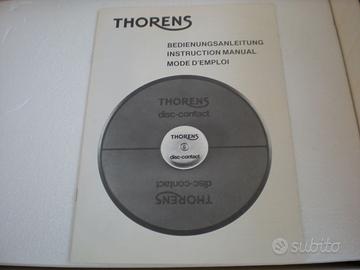 THORENS
BEDIENUNGSANLEITUNG
INSTRUCTION MANUAL
MODE D'EMPLOI
THORENS
disc-contact
THORENS
disc-contact
disc-contact
THORENS
subito